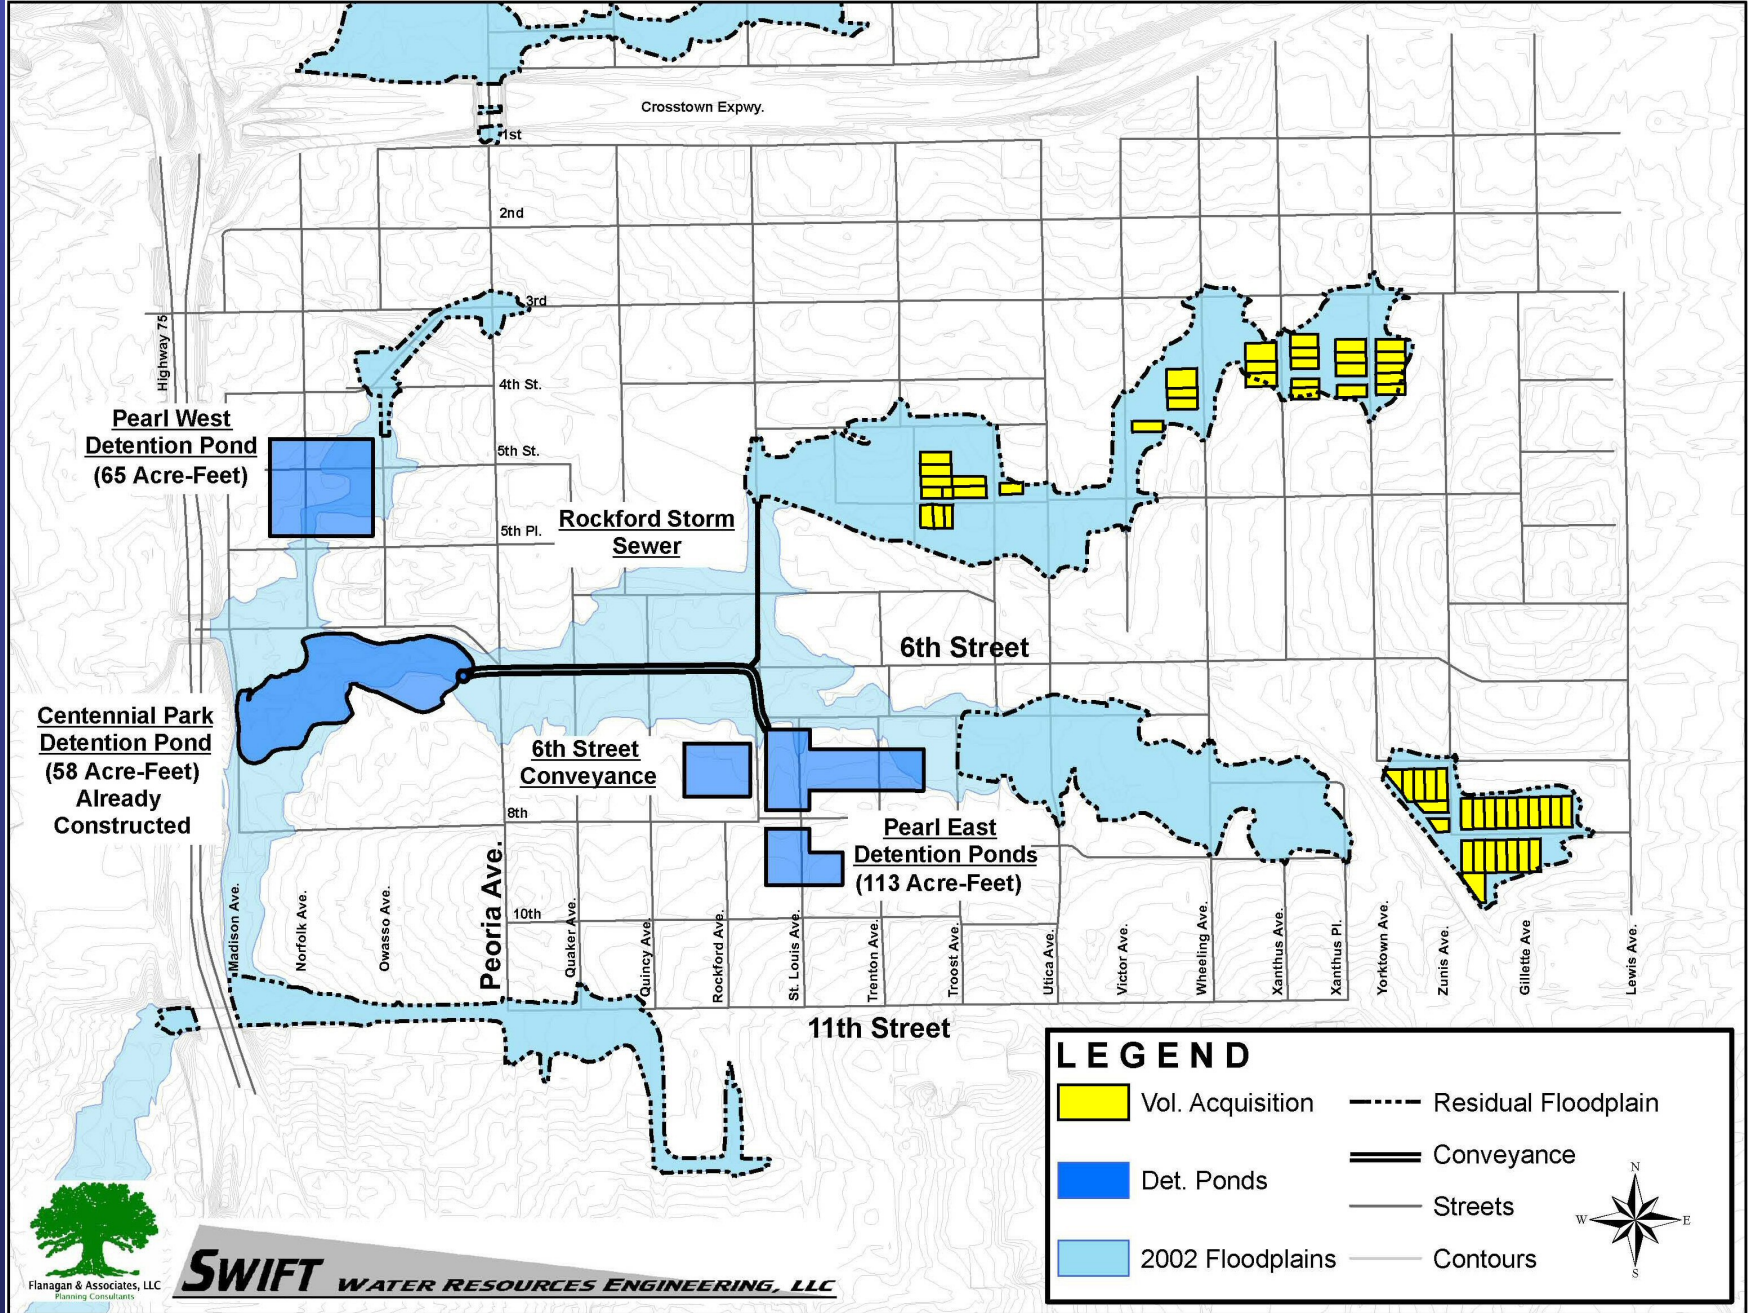 Crosstown Expwy.
1st
2nd
3rd
Highway 75
4th St.
Pearl West
Detention Pond
(65 Acre-Feet)
5th St.
Rockford Storm
Sewer
5th Pl.
6th Street
Centennial Park
Detention Pond
(58 Acre-Feet)
Already
Constructed
6th Street
Conveyance
8th
Pearl East
Detention Ponds
(113 Acre-Feet)
10th
Madison Ave.
Norfolk Ave.
Owasso Ave.
Peoria Ave.
Quaker Ave.
Quincy Ave.
Rockford Ave.
St. Louis Ave.
Trenton Ave.
Troost Ave.
Utica Ave.
Victor Ave.
Wheeling Ave.
Xanthus Ave.
Xanthus Pl.
Yorktown Ave.
Zunis Ave.
Gillette Ave
Lewis Ave.
11th Street
LEGEND
Vol. Acquisition
Residual Floodplain
Conveyance
Det. Ponds
Streets
2002 Floodplains
Contours
N
W
E
S
Flanagan & Associates, LLC
Planning Consultants
SWIFT WATER RESOURCES ENGINEERING, LLC